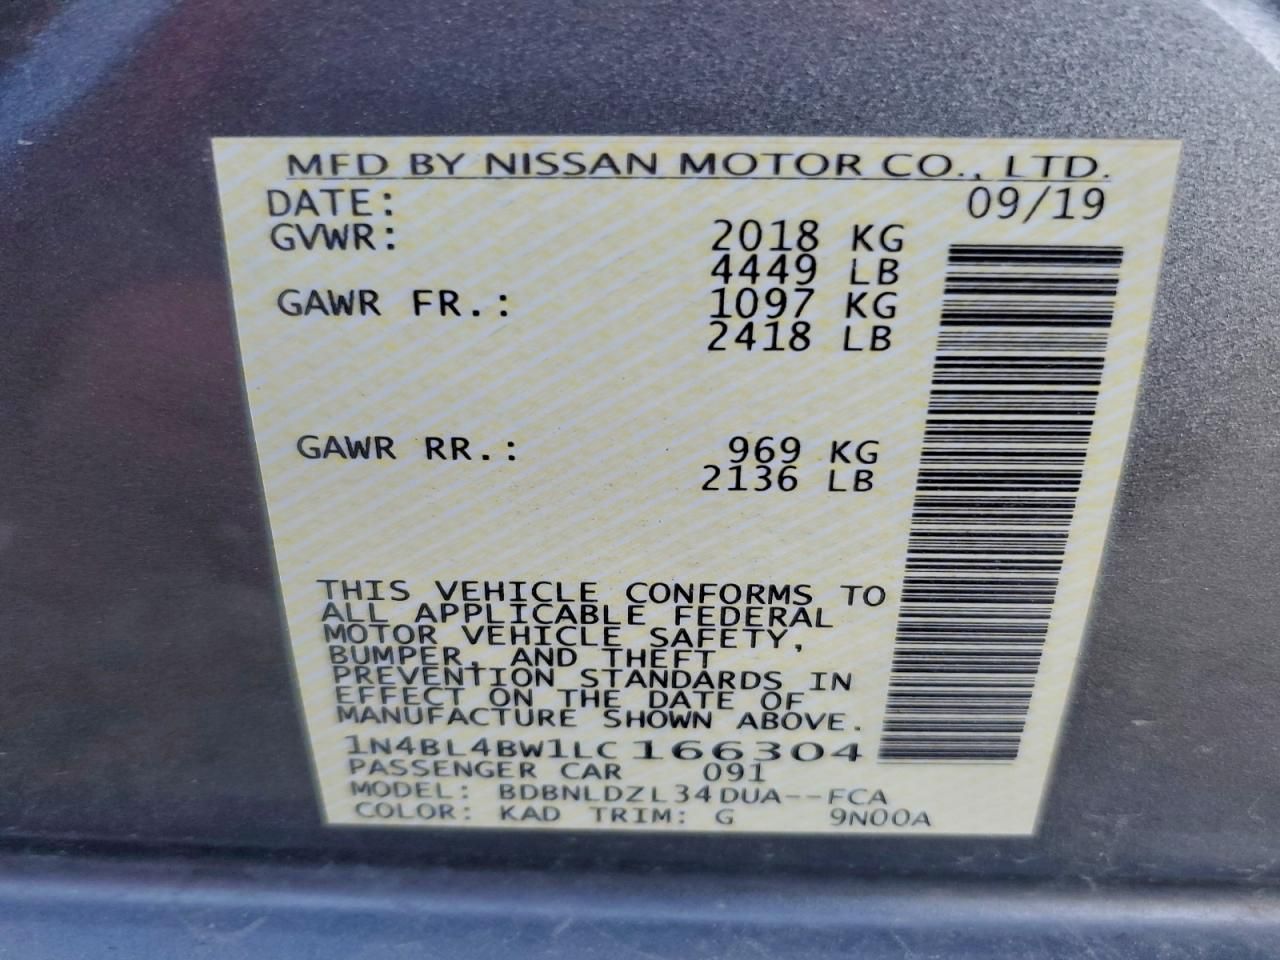 MFD BY NISSAN MOTOR CO., LTD.
DATE: 09/19
GVWR: 2018 KG
4449 LB
GAWR FR.: 1097 KG
2418 LB
GAWR RR.: 969 KG
2136 LB
THIS VEHICLE CONFORMS TO
ALL APPLICABLE FEDERAL
MOTOR VEHICLE SAFETY,
BUMPER, AND THEFT
PREVENTION STANDARDS IN
EFFECT ON THE DATE OF
MANUFACTURE SHOWN ABOVE.
1N4BL4BW1LC166304
PASSENGER CAR 091
MODEL: BDBNLDZL34DUA--FCA
COLOR: KAD TRIM: G 9N00A